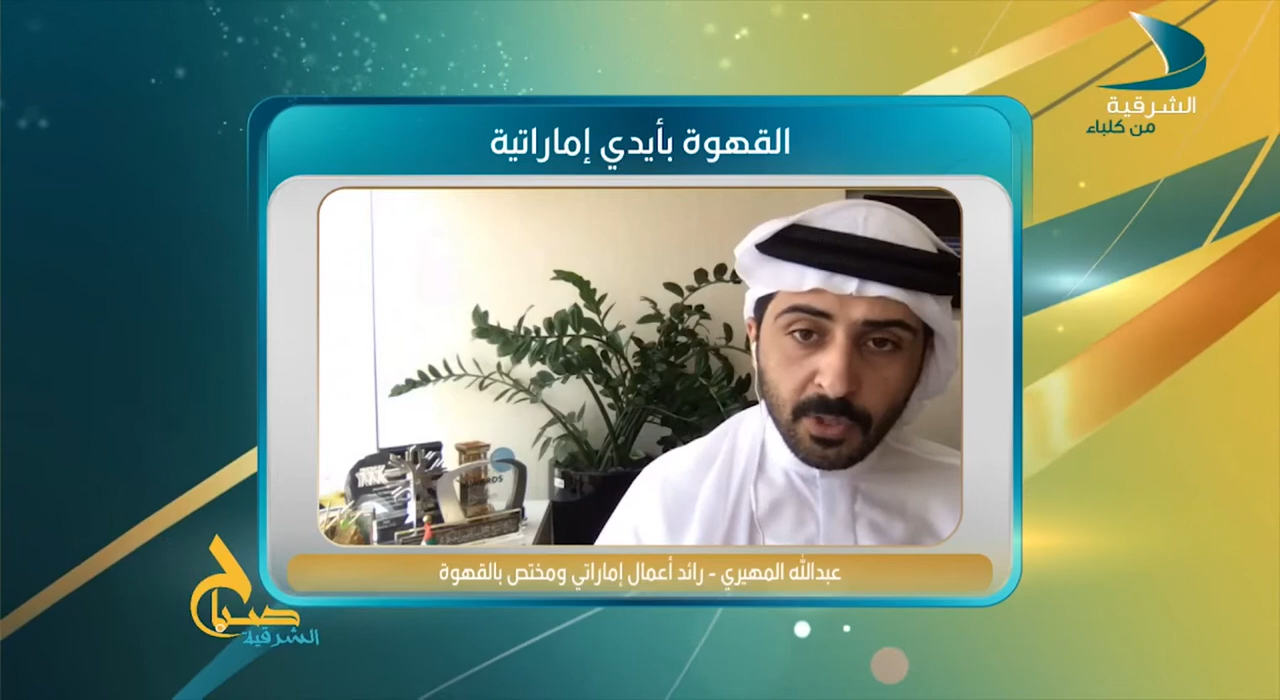 الشرقية
من كلباء
القهوة بأيدي إماراتية
عبدالله المهيري - رائد أعمال إماراتي ومختص بالقهوة
صباح
الشرقية